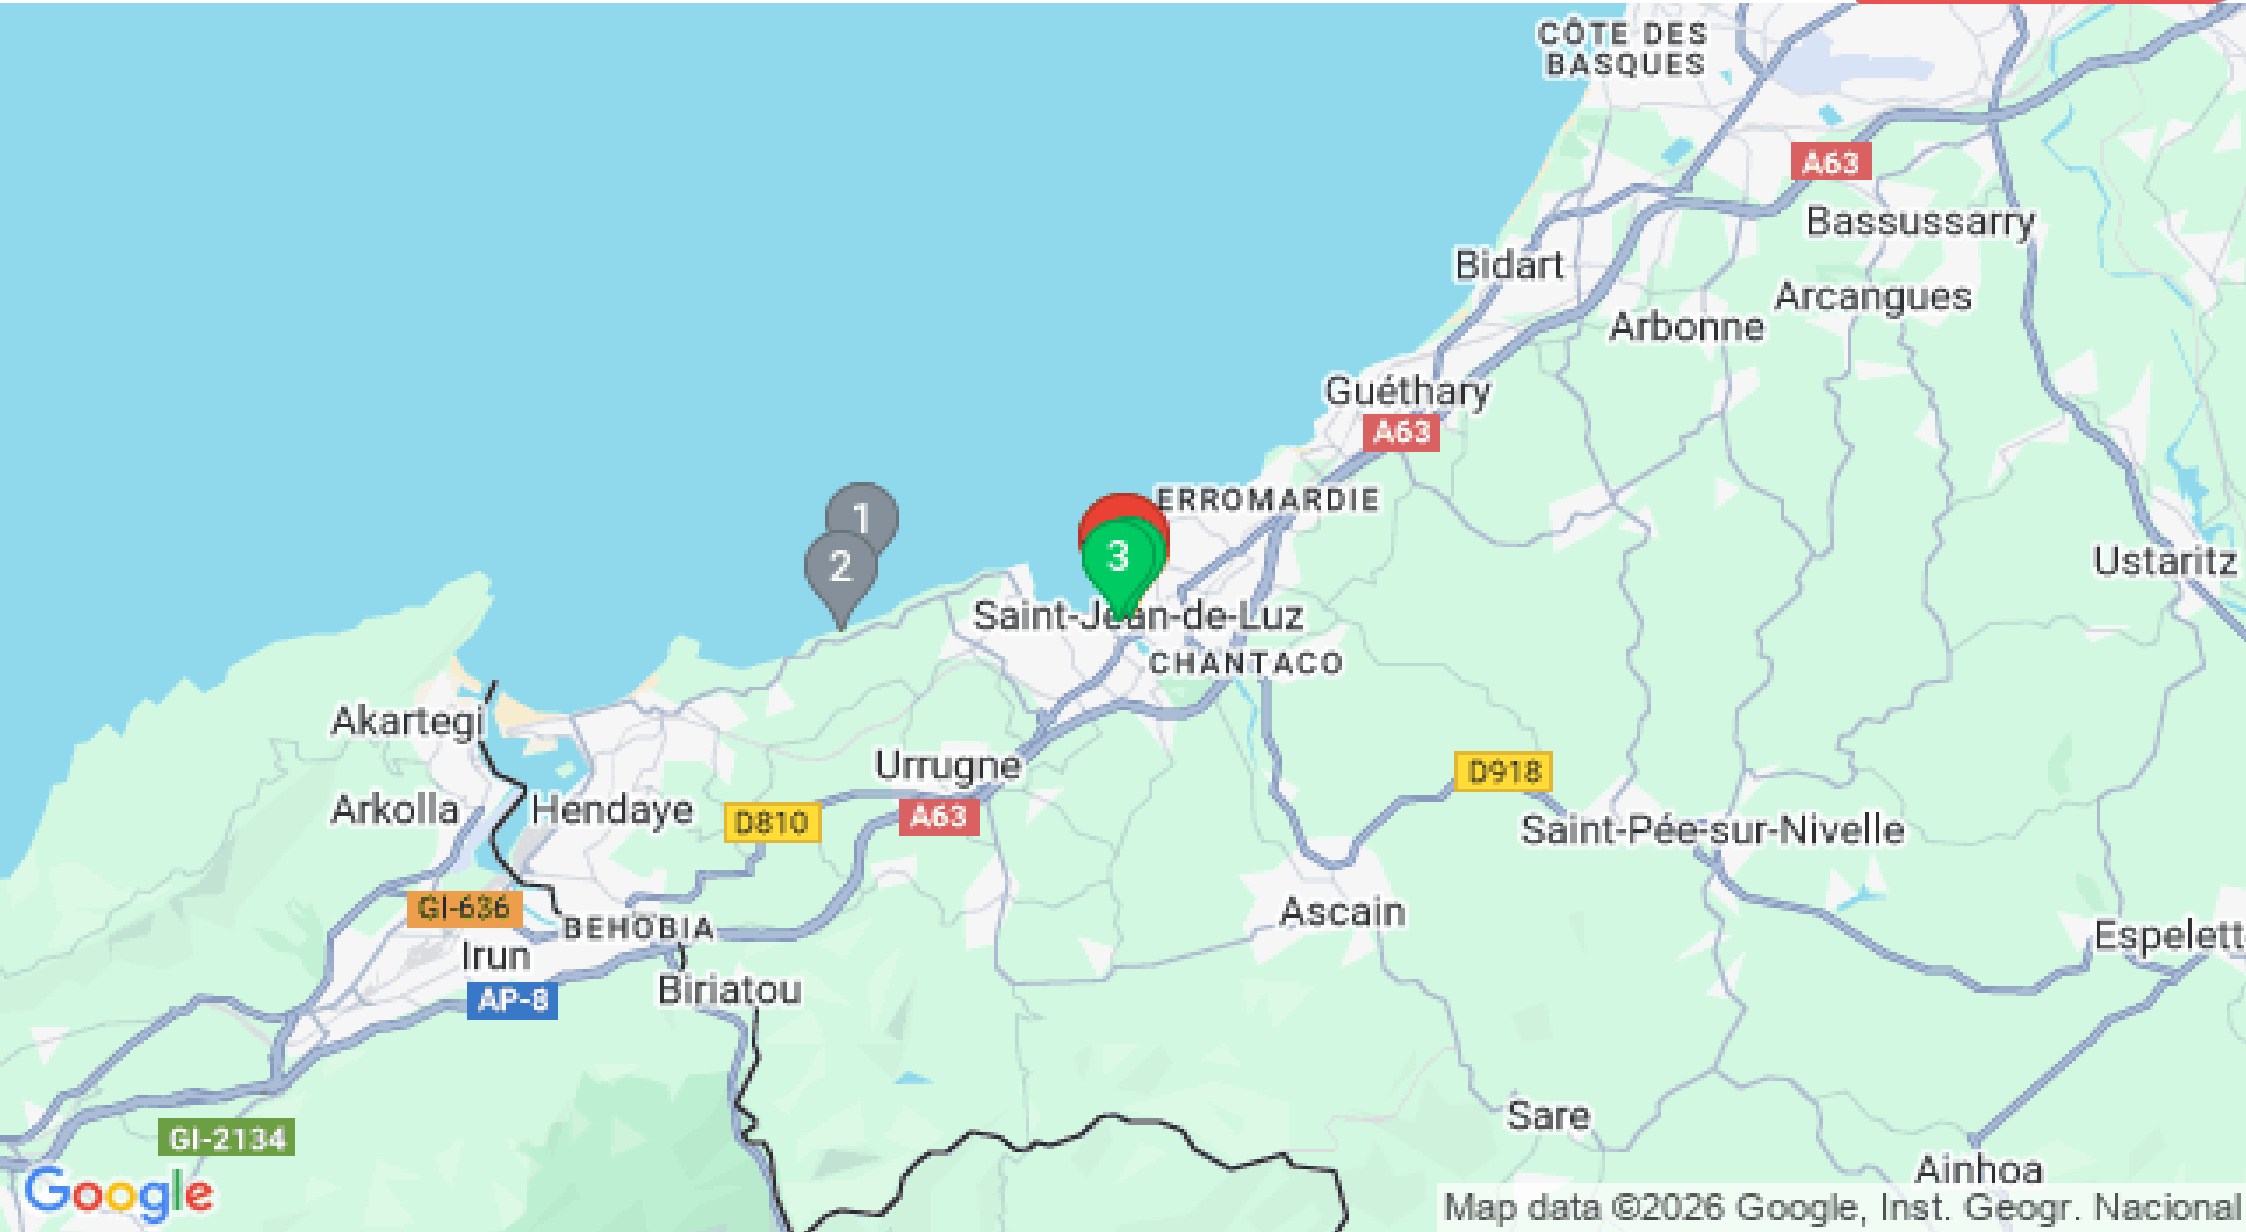 CÔTE DES
BASQUES
A63
Bassussarry
Bidart
Arcangues
Arbonne
Guéthary
A63
ERROMARDIE
1
2
3
Ustaritz
Saint-Jean-de-Luz
CHANTACO
Akartegi
Urrugne
D918
Arkolla
Hendaye
D810
A63
Saint-Pée-sur-Nivelle
GI-636
BEHOBIA
Ascain
Espelett
Irun
AP-8
Biriatou
Sare
GI-2134
Ainhoa
Google
Map data ©2026 Google, Inst. Geogr. Nacional